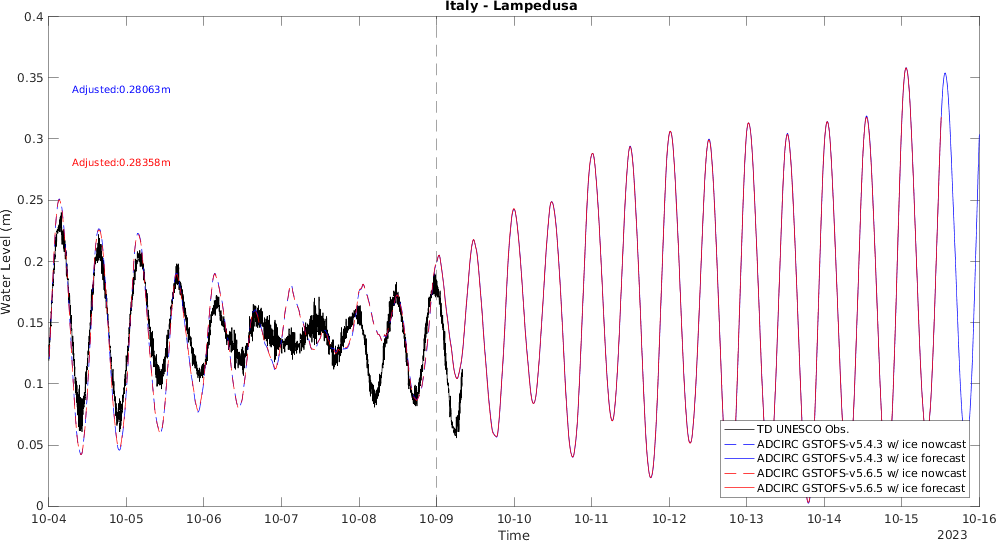 Italy - Lampedusa
0.4
0.35
Adjusted:0.28063m
0.3
Adjusted:0.28358m
0.25
0.2
Water Level (m)
0.15
0.1
0.05
0
TD UNESCO Obs.
ADCIRC GSTOFS-v5.4.3 w/ ice nowcast
ADCIRC GSTOFS-v5.4.3 w/ ice forecast
ADCIRC GSTOFS-v5.6.5 w/ ice nowcast
ADCIRC GSTOFS-v5.6.5 w/ ice forecast
10-04 10-05 10-06 10-07 10-08 10-09 10-10 10-11 10-12 10-13 10-14 10-15 10-16
Time
2023